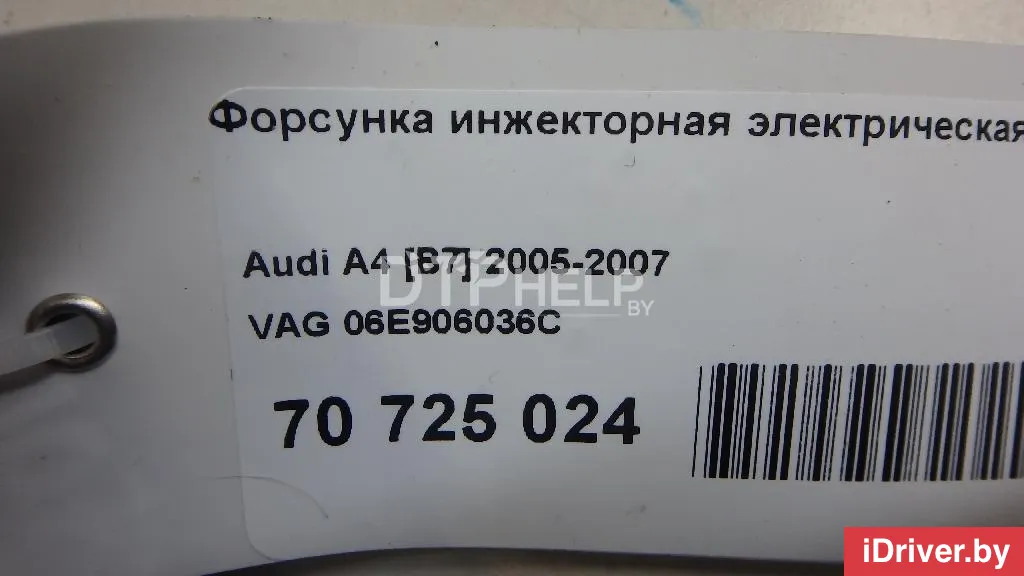 Форсунка инжекторная электрическая
Audi A4 [B7] 2005-2007
DTPHELP.BY
VAG 06E906036C
70 725 024
iDriver.by